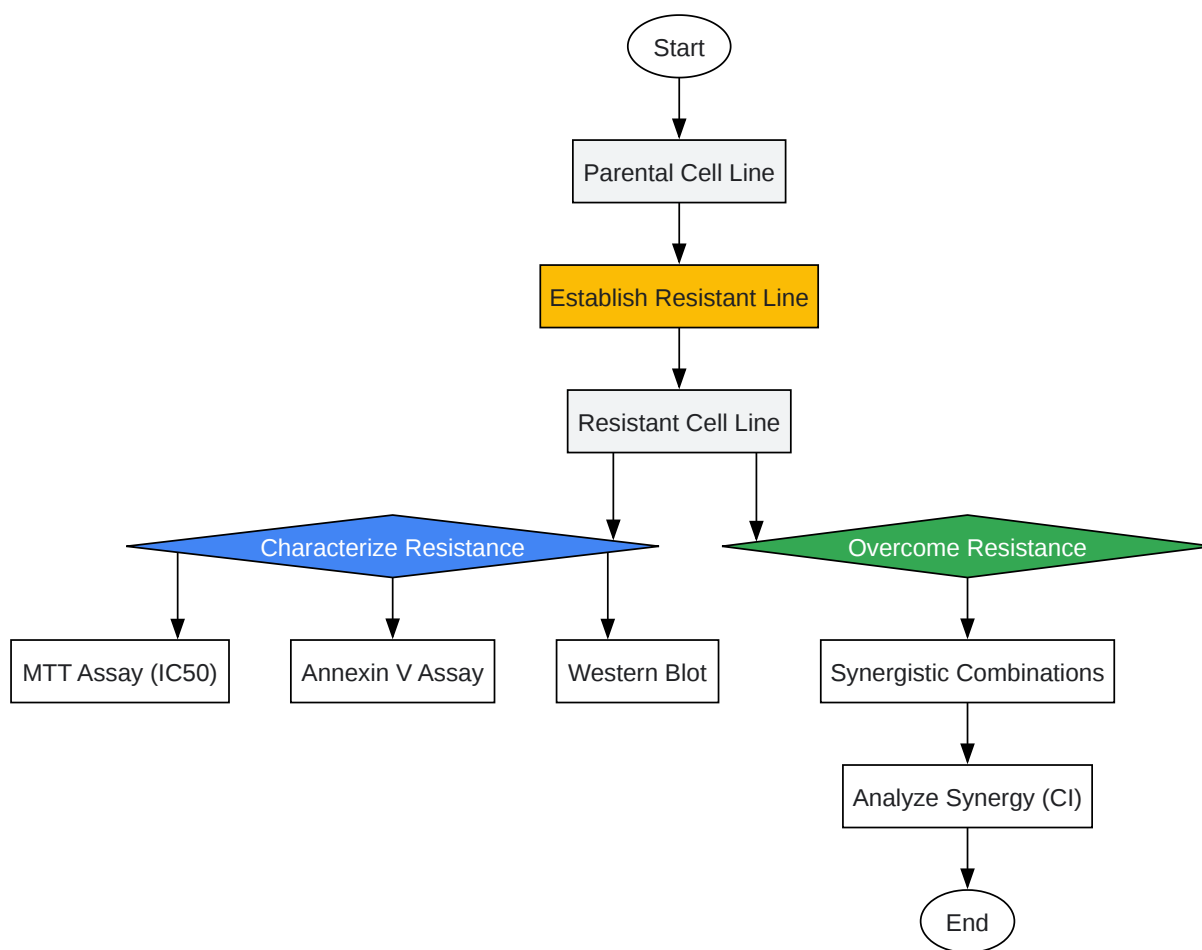 Start
Parental Cell Line
Establish Resistant Line
Resistant Cell Line
Characterize Resistance
Overcome Resistance
MTT Assay (IC50)
Annexin V Assay
Western Blot
Synergistic Combinations
Analyze Synergy (CI)
End